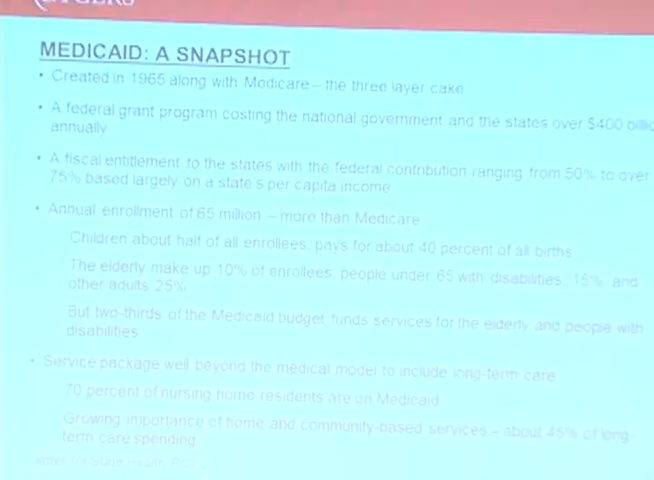 MEDICAID: A SNAPSHOT
• Created in 1965 along with Medicare – the three layer cake
• A federal grant program costing the national government and the states over $400
annually
• A fiscal entitlement to the states with the federal contribution ranging from 50% to over
75% based largely on a state's per capita income
• Annual enrollment of 65 million – more than Medicare
Children about half of all enrollees; pays for about 40 percent of all births
The elderly make up 10% of enrollees, people under 65 with disabilities, 15%, and
other adults 25%
But two-thirds of the Medicaid budget funds services for the elderly and people with
disabilities
• Service package well beyond the medical model to include long-term care
70 percent of nursing home residents are on Medicaid
Growing importance of home and community-based services – about 45% of long-
term care spending
for State Health